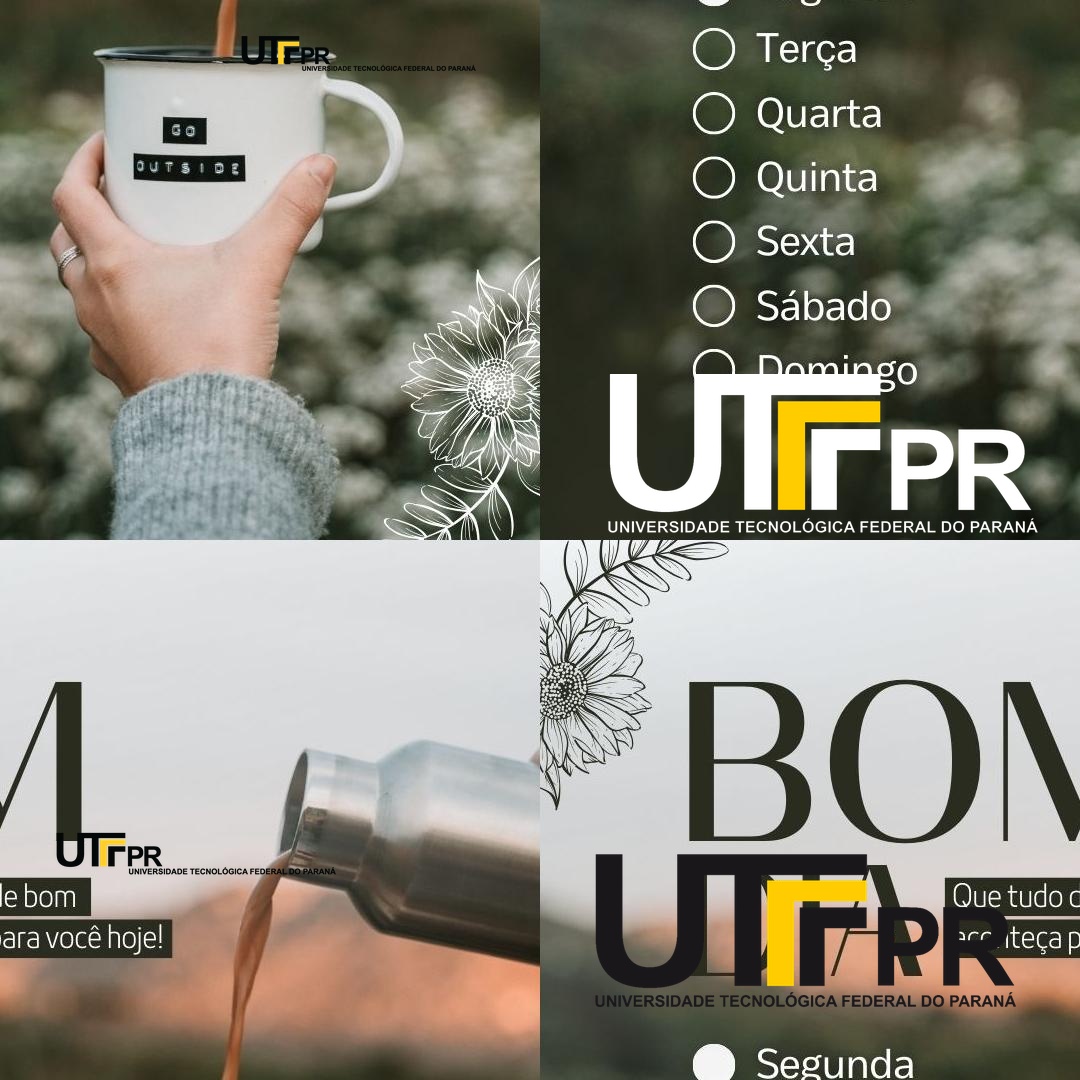 UTFPR
UNIVERSIDADE TECNOLÓGICA FEDERAL DO PARANÁ
GO
OUTSIDE
Terça
Quarta
Quinta
Sexta
Sábado
Domingo
UTFPR
UNIVERSIDADE TECNOLÓGICA FEDERAL DO PARANÁ
M
UTFPR
UNIVERSIDADE TECNOLÓGICA FEDERAL DO PARANÁ
de bom
para você hoje!
BOM
DIA
Que tudo d
aconteça p
UTFPR
UNIVERSIDADE TECNOLÓGICA FEDERAL DO PARANÁ
Segunda